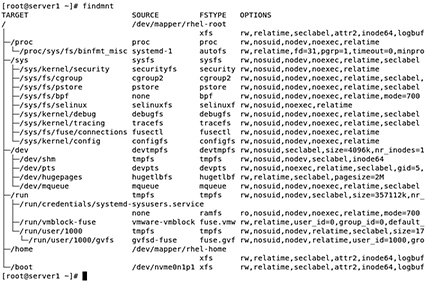 [root@server1 ~]# findmnt
TARGET SOURCE FSTYPE OPTIONS
/ /dev/mapper/rhel-root
xfs rw,relatime,seclabel,attr2,inode64,logbuf
├─/proc proc proc rw,nosuid,nodev,noexec,relatime
│ └─/proc/sys/fs/binfmt_misc systemd-1 autofs rw,relatime,fd=31,pgrp=1,timeout=0,minpro
├─/sys sysfs sysfs rw,nosuid,nodev,noexec,relatime,seclabel
│ ├─/sys/kernel/security securityfs securityfs rw,nosuid,nodev,noexec,relatime
│ ├─/sys/fs/cgroup cgroup2 cgroup2 rw,nosuid,nodev,noexec,relatime,seclabel,
│ ├─/sys/fs/pstore pstore pstore rw,nosuid,nodev,noexec,relatime,seclabel
│ ├─/sys/fs/bpf none bpf rw,nosuid,nodev,noexec,relatime,mode=700
│ ├─/sys/fs/selinux selinuxfs selinuxfs rw,nosuid,noexec,relatime
│ ├─/sys/kernel/debug debugfs debugfs rw,nosuid,nodev,noexec,relatime,seclabel
│ ├─/sys/kernel/tracing tracefs tracefs rw,nosuid,nodev,noexec,relatime,seclabel
│ ├─/sys/fs/fuse/connections fusectl fusectl rw,nosuid,nodev,noexec,relatime
│ └─/sys/kernel/config configfs configfs rw,nosuid,nodev,noexec,relatime
├─/dev devtmpfs devtmpfs rw,nosuid,seclabel,size=4096k,nr_inodes=1
│ ├─/dev/shm tmpfs tmpfs rw,nosuid,nodev,seclabel,inode64
│ ├─/dev/pts devpts devpts rw,nosuid,noexec,relatime,seclabel,gid=5,
│ ├─/dev/hugepages hugetlbfs hugetlbf rw,relatime,seclabel,pagesize=2M
│ └─/dev/mqueue mqueue mqueue rw,nosuid,nodev,noexec,relatime,seclabel
├─/run tmpfs tmpfs rw,nosuid,nodev,seclabel,size=357112k,nr_
│ ├─/run/credentials/systemd-sysusers.service
│ │ none ramfs ro,nosuid,nodev,noexec,relatime,mode=700
│ ├─/run/vmblock-fuse vmware-vmblock fuse.vmw rw,relatime,user_id=0,group_id=0,default_
│ └─/run/user/1000 tmpfs tmpfs rw,nosuid,nodev,relatime,seclabel,size=17
│ └─/run/user/1000/gvfs gvfsd-fuse fuse.gvf rw,nosuid,nodev,relatime,user_id=1000,gro
├─/home /dev/mapper/rhel-home
│ xfs rw,relatime,seclabel,attr2,inode64,logbuf
└─/boot /dev/nvme0n1p1 xfs rw,relatime,seclabel,attr2,inode64,logbuf
[root@server1 ~]#